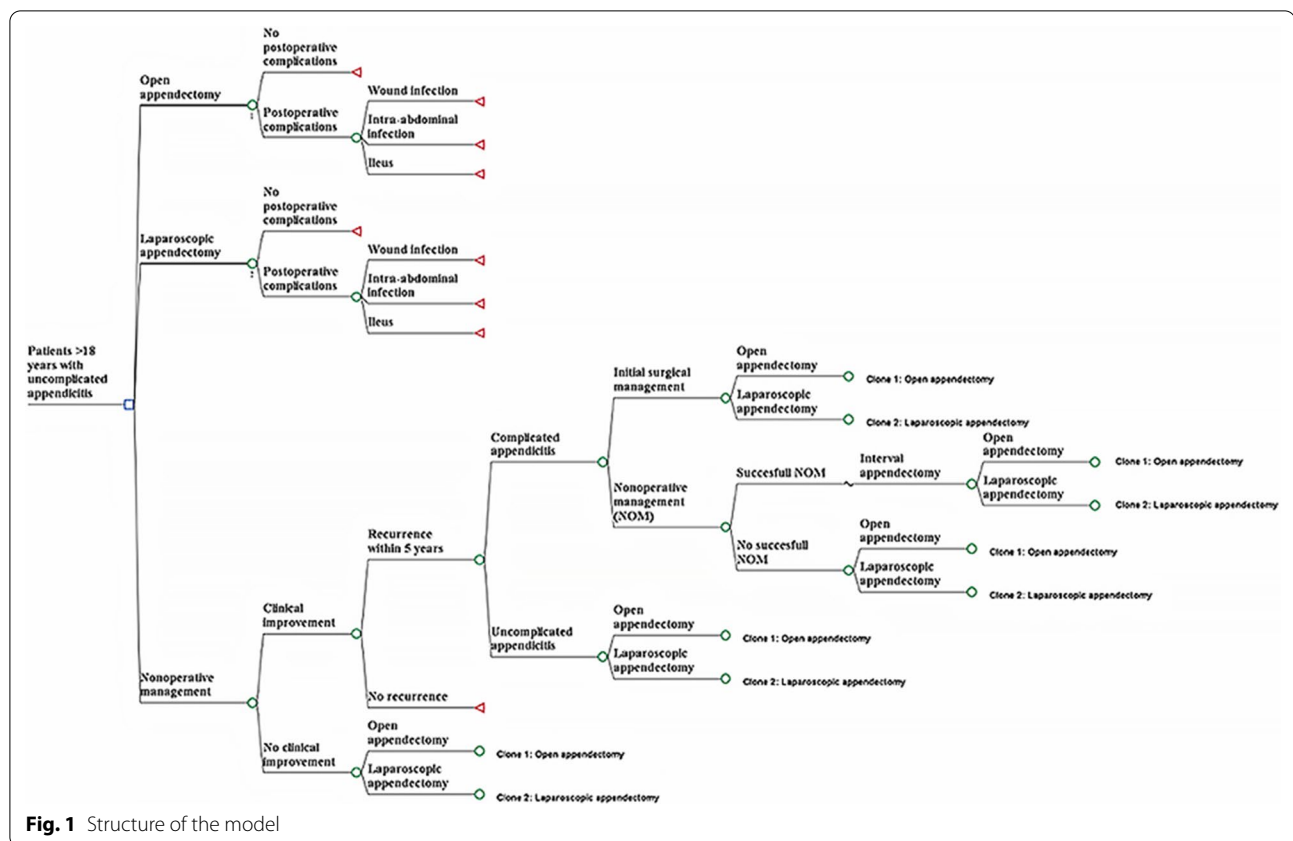 No
postoperative
complications
Open
appendectomy
Postoperative
complications
Wound infection
Intra-abdominal
infection
Ileus
No
postoperative
complications
Laparoscopic
appendectomy
Postoperative
complications
Wound infection
Intra-abdominal
infection
Ileus
Patients >18
years with
uncomplicated
appendicitis
Nonoperative
management
Clinical
improvement
Recurrence
within 5 years
Complicated
appendicitis
Initial surgical
management
Open
appendectomy
Clone 1: Open appendectomy
Laparoscopic
appendectomy
Clone 2: Laparoscopic appendectomy
Nonoperative
management
(NOM)
Succesfull NOM
Interval
appendectomy
Open
appendectomy
Clone 1: Open appendectomy
Laparoscopic
appendectomy
Clone 2: Laparoscopic appendectomy
No succesfull
NOM
Open
appendectomy
Clone 1: Open appendectomy
Laparoscopic
appendectomy
Clone 2: Laparoscopic appendectomy
Uncomplicated
appendicitis
Open
appendectomy
Clone 1: Open appendectomy
Laparoscopic
appendectomy
Clone 2: Laparoscopic appendectomy
No recurrence
No clinical
improvement
Open
appendectomy
Clone 1: Open appendectomy
Laparoscopic
appendectomy
Clone 2: Laparoscopic appendectomy
Fig. 1 Structure of the model